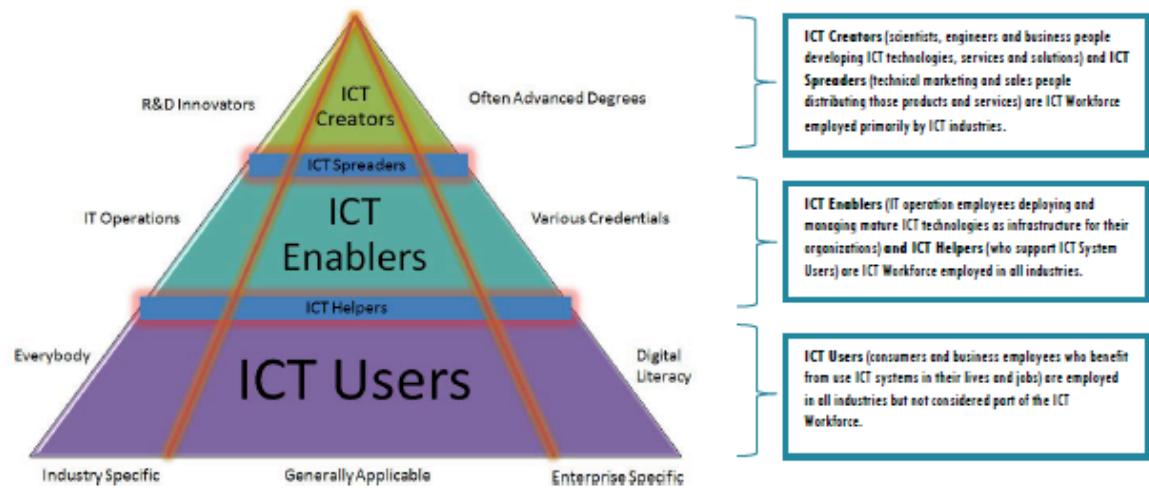 R&D Innovators
ICT
Creators
Often Advanced Degrees
ICT Spreaders
IT Operations
ICT
Enablers
Various Credentials
ICT Helpers
Everybody
ICT Users
Digital
Literacy
Industry Specific
Generally Applicable
Enterprise Specific
ICT Creators (scientists, engineers and business people
developing ICT technologies, services and solutions) and ICT
Spreaders (technical marketing and sales people
distributing those products and services) are ICT Workforce
employed primarily by ICT industries.
ICT Enablers (IT operation employees deploying and
managing mature ICT technologies as infrastructure for their
organizations) and ICT Helpers (who support ICT System
Users) are ICT Workforce employed in all industries.
ICT Users (consumers and business employees who benefit
from use ICT systems in their lives and jobs) are employed
in all industries but not considered part of the ICT
Workforce.